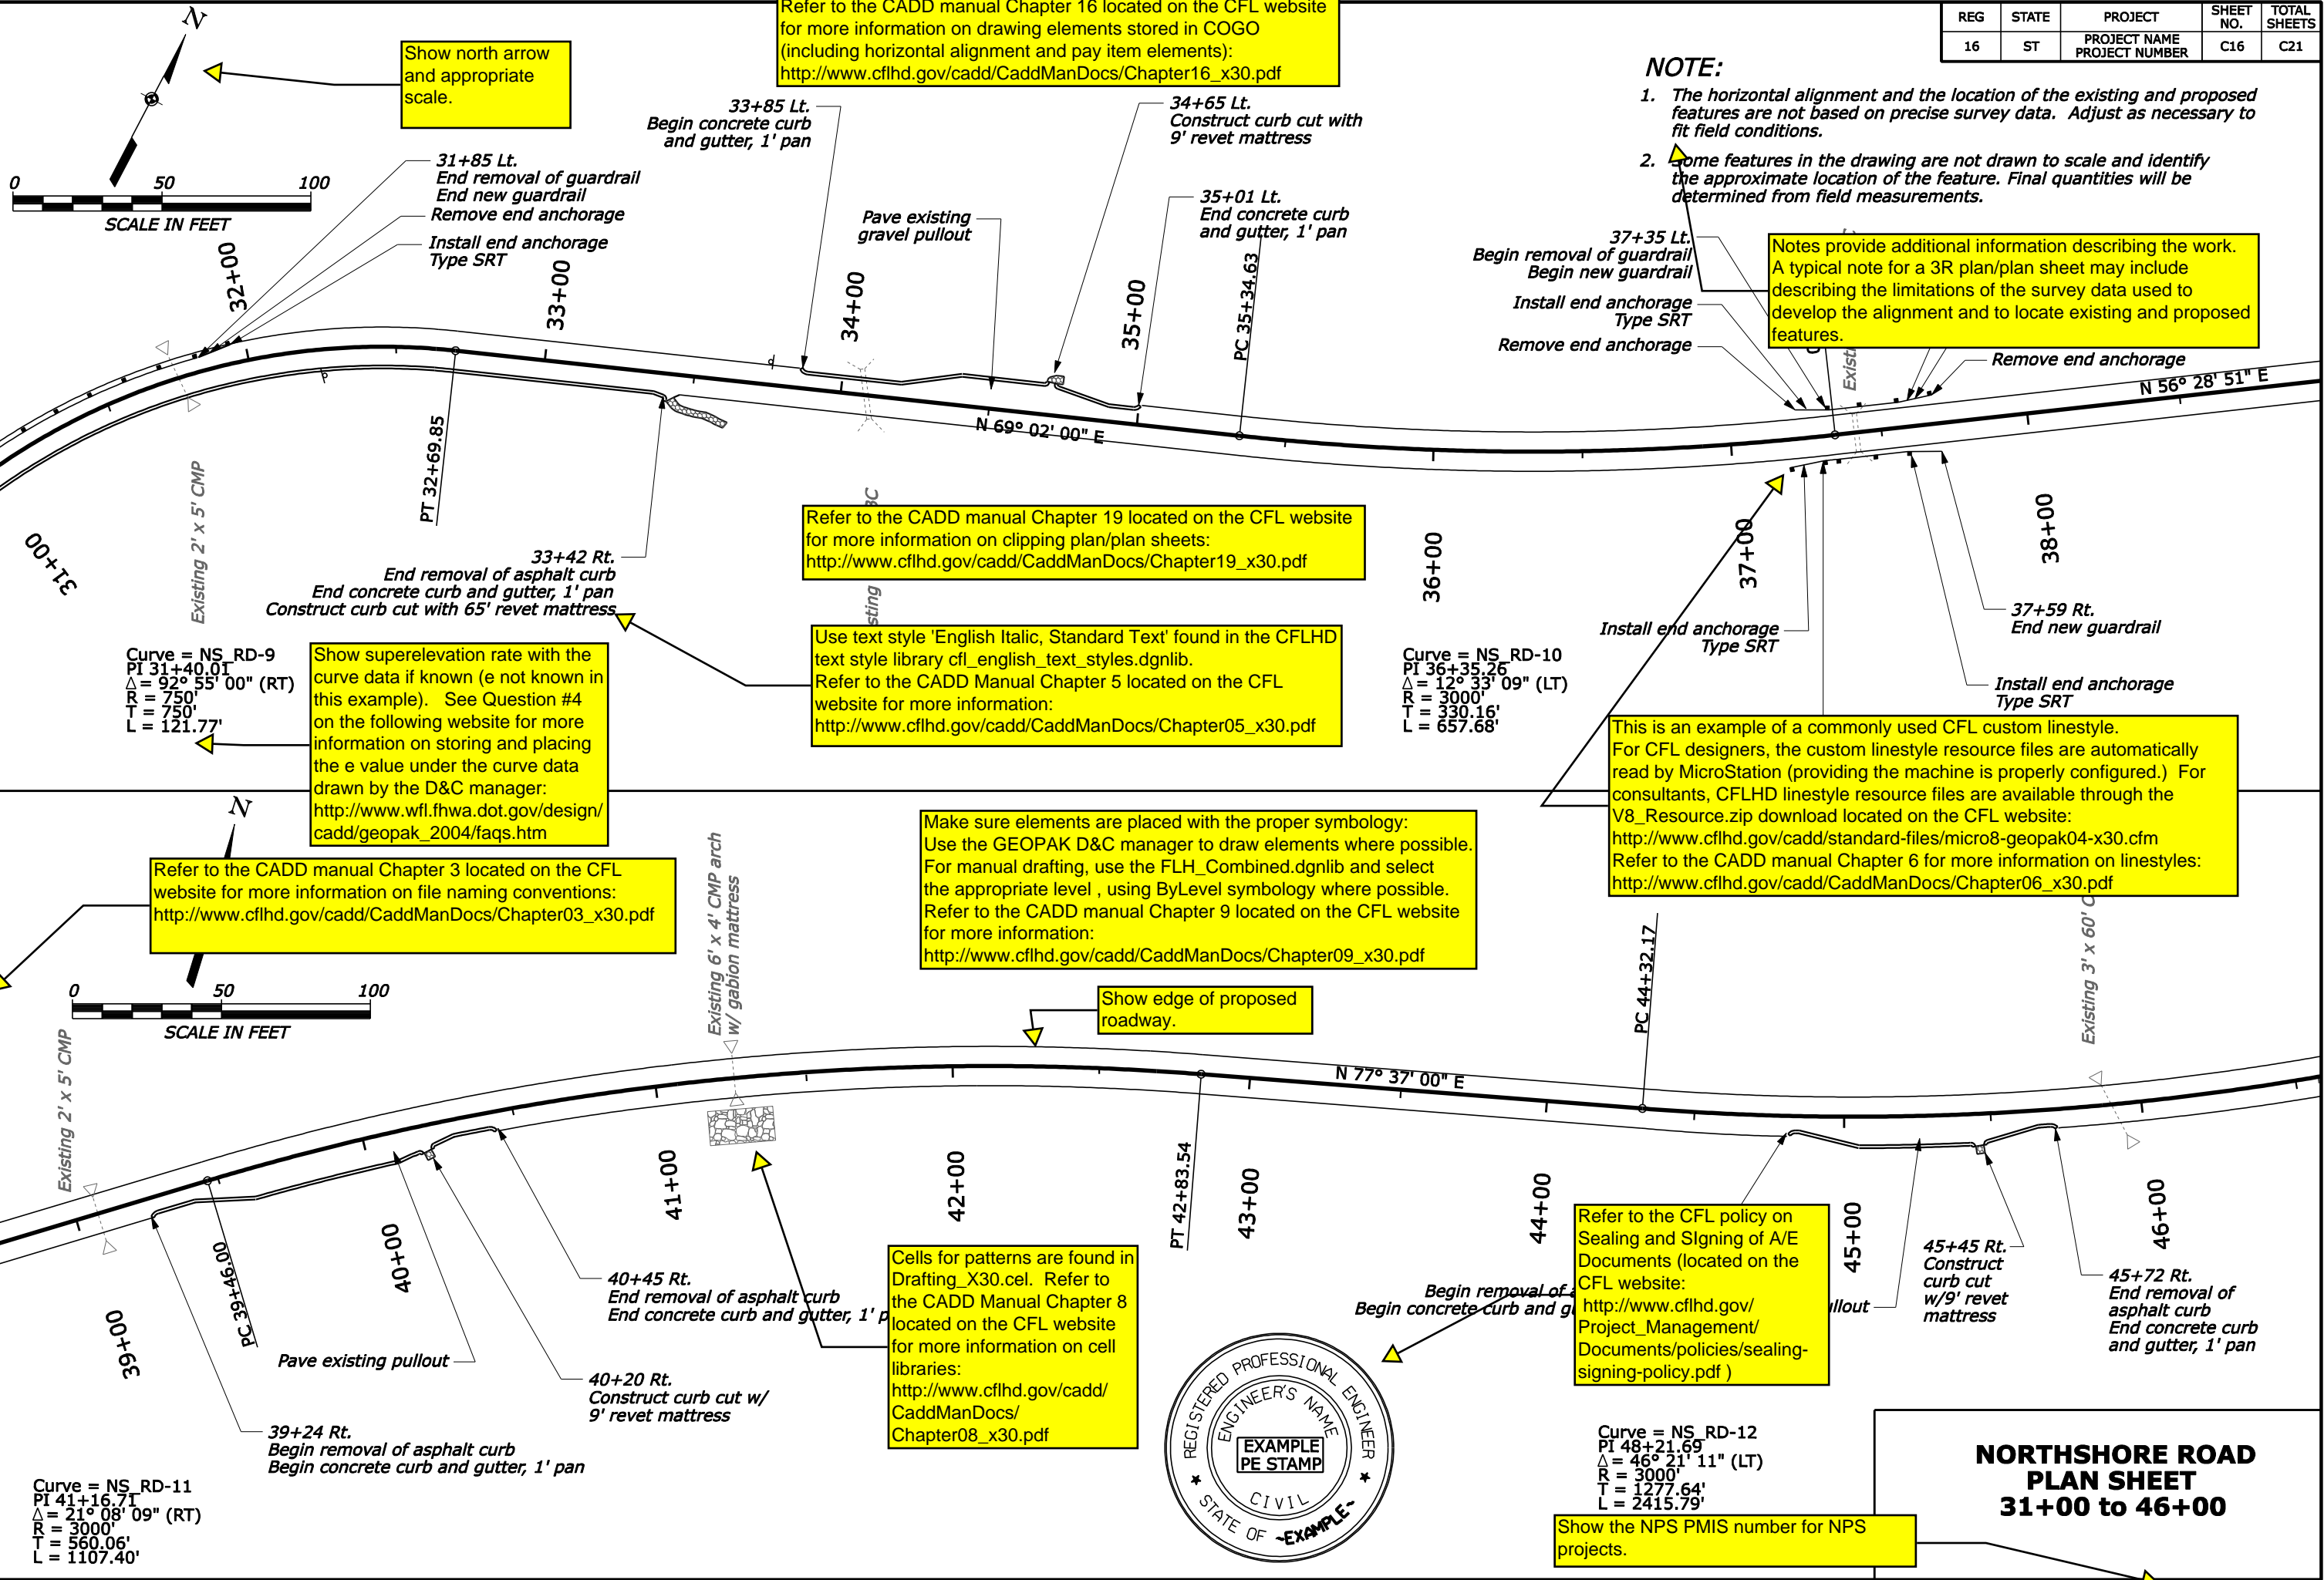 Refer to the CADD manual Chapter 16 located on the CFL website
for more information on drawing elements stored in COGO
(including horizontal alignment and pay item elements):
http://www.cflhd.gov/cadd/CaddManDocs/Chapter16_x30.pdf
REG STATE PROJECT SHEET NO. TOTAL SHEETS
16 ST PROJECT NAME PROJECT NUMBER C16 C21
N
Show north arrow
and appropriate
scale.
0 50 100
SCALE IN FEET
NOTE:
1. The horizontal alignment and the location of the existing and proposed
features are not based on precise survey data. Adjust as necessary to
fit field conditions.
2. Some features in the drawing are not drawn to scale and identify
the approximate location of the feature. Final quantities will be
determined from field measurements.
Notes provide additional information describing the work.
A typical note for a 3R plan/plan sheet may include
describing the limitations of the survey data used to
develop the alignment and to locate existing and proposed
features.
31+85 Lt.
End removal of guardrail
End new guardrail
Remove end anchorage
Install end anchorage
Type SRT
33+85 Lt.
Begin concrete curb
and gutter, 1' pan
Pave existing
gravel pullout
34+65 Lt.
Construct curb cut with
9' revet mattress
35+01 Lt.
End concrete curb
and gutter, 1' pan
37+35 Lt.
Begin removal of guardrail
Begin new guardrail
Install end anchorage
Type SRT
Remove end anchorage
Remove end anchorage
32+00
33+00
34+00
35+00
PC 35+34.63
N 69° 02' 00" E
N 56° 28' 51" E
31+00
Existing 2' x 5' CMP
PT 32+69.85
36+00
37+00
38+00
33+42 Rt.
End removal of asphalt curb
End concrete curb and gutter, 1' pan
Construct curb cut with 65' revet mattress
Refer to the CADD manual Chapter 19 located on the CFL website
for more information on clipping plan/plan sheets:
http://www.cflhd.gov/cadd/CaddManDocs/Chapter19_x30.pdf
Use text style 'English Italic, Standard Text' found in the CFLHD
text style library cfl_english_text_styles.dgnlib.
Refer to the CADD Manual Chapter 5 located on the CFL
website for more information:
http://www.cflhd.gov/cadd/CaddManDocs/Chapter05_x30.pdf
Install end anchorage
Type SRT
37+59 Rt.
End new guardrail
Install end anchorage
Type SRT
Curve = NS_RD-9
PI 31+40.01
Δ = 92° 55' 00" (RT)
R = 750'
T = 750'
L = 121.77'
Show superelevation rate with the
curve data if known (e not known in
this example). See Question #4
on the following website for more
information on storing and placing
the e value under the curve data
drawn by the D&C manager:
http://www.wfl.fhwa.dot.gov/design/
cadd/geopak_2004/faqs.htm
Curve = NS_RD-10
PI 36+35.26
Δ = 12° 33' 09" (LT)
R = 3000'
T = 330.16'
L = 657.68'
This is an example of a commonly used CFL custom linestyle.
For CFL designers, the custom linestyle resource files are automatically
read by MicroStation (providing the machine is properly configured.) For
consultants, CFLHD linestyle resource files are available through the
V8_Resource.zip download located on the CFL website:
http://www.cflhd.gov/cadd/standard-files/micro8-geopak04-x30.cfm
Refer to the CADD manual Chapter 6 for more information on linestyles:
http://www.cflhd.gov/cadd/CaddManDocs/Chapter06_x30.pdf
N
Refer to the CADD manual Chapter 3 located on the CFL
website for more information on file naming conventions:
http://www.cflhd.gov/cadd/CaddManDocs/Chapter03_x30.pdf
0 50 100
SCALE IN FEET
Make sure elements are placed with the proper symbology:
Use the GEOPAK D&C manager to draw elements where possible.
For manual drafting, use the FLH_Combined.dgnlib and select
the appropriate level , using ByLevel symbology where possible.
Refer to the CADD manual Chapter 9 located on the CFL website
for more information:
http://www.cflhd.gov/cadd/CaddManDocs/Chapter09_x30.pdf
Show edge of proposed
roadway.
Existing 2' x 5' CMP
Existing 6' x 4' CMP arch
w/ gabion mattress
PC 44+32.17
Existing 3' x 60'
N 77° 37' 00" E
39+00
PC 39+46.00
40+00
41+00
42+00
PT 42+83.54
43+00
44+00
45+00
46+00
Pave existing pullout
40+45 Rt.
End removal of asphalt curb
End concrete curb and gutter, 1'
40+20 Rt.
Construct curb cut w/
9' revet mattress
39+24 Rt.
Begin removal of asphalt curb
Begin concrete curb and gutter, 1' pan
Cells for patterns are found in
Drafting_X30.cel. Refer to
the CADD Manual Chapter 8
located on the CFL website
for more information on cell
libraries:
http://www.cflhd.gov/cadd/
CaddManDocs/
Chapter08_x30.pdf
Begin removal of
Begin concrete curb and
Refer to the CFL policy on
Sealing and SIgning of A/E
Documents (located on the
CFL website:
http://www.cflhd.gov/
Project_Management/
Documents/policies/sealing-
signing-policy.pdf )
45+45 Rt.
Construct
curb cut
w/9' revet
mattress
45+72 Rt.
End removal of
asphalt curb
End concrete curb
and gutter, 1' pan
REGISTERED PROFESSIONAL ENGINEER
ENGINEER'S NAME
EXAMPLE
PE STAMP
CIVIL
STATE OF ~EXAMPLE~
Curve = NS_RD-11
PI 41+16.71
Δ = 21° 08' 09" (RT)
R = 3000'
T = 560.06'
L = 1107.40'
Curve = NS_RD-12
PI 48+21.69
Δ = 46° 21' 11" (LT)
R = 3000'
T = 1277.64'
L = 2415.79'
Show the NPS PMIS number for NPS
projects.
NORTHSHORE ROAD
PLAN SHEET
31+00 to 46+00